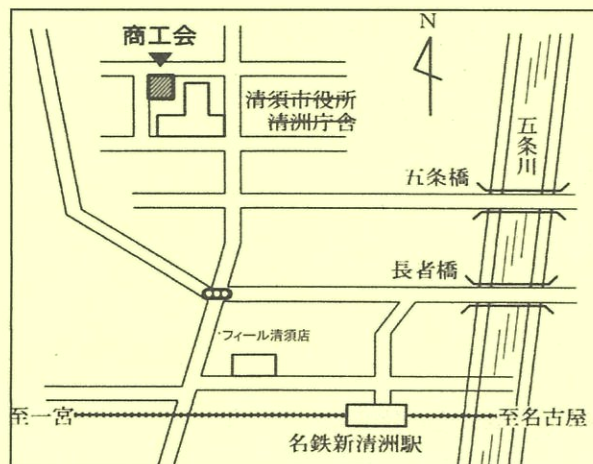 商工会
N
清須市役所
清洲庁舎
五条川
五条橋
長者橋
フィール清須店
至一宮
至名古屋
名鉄新清洲駅